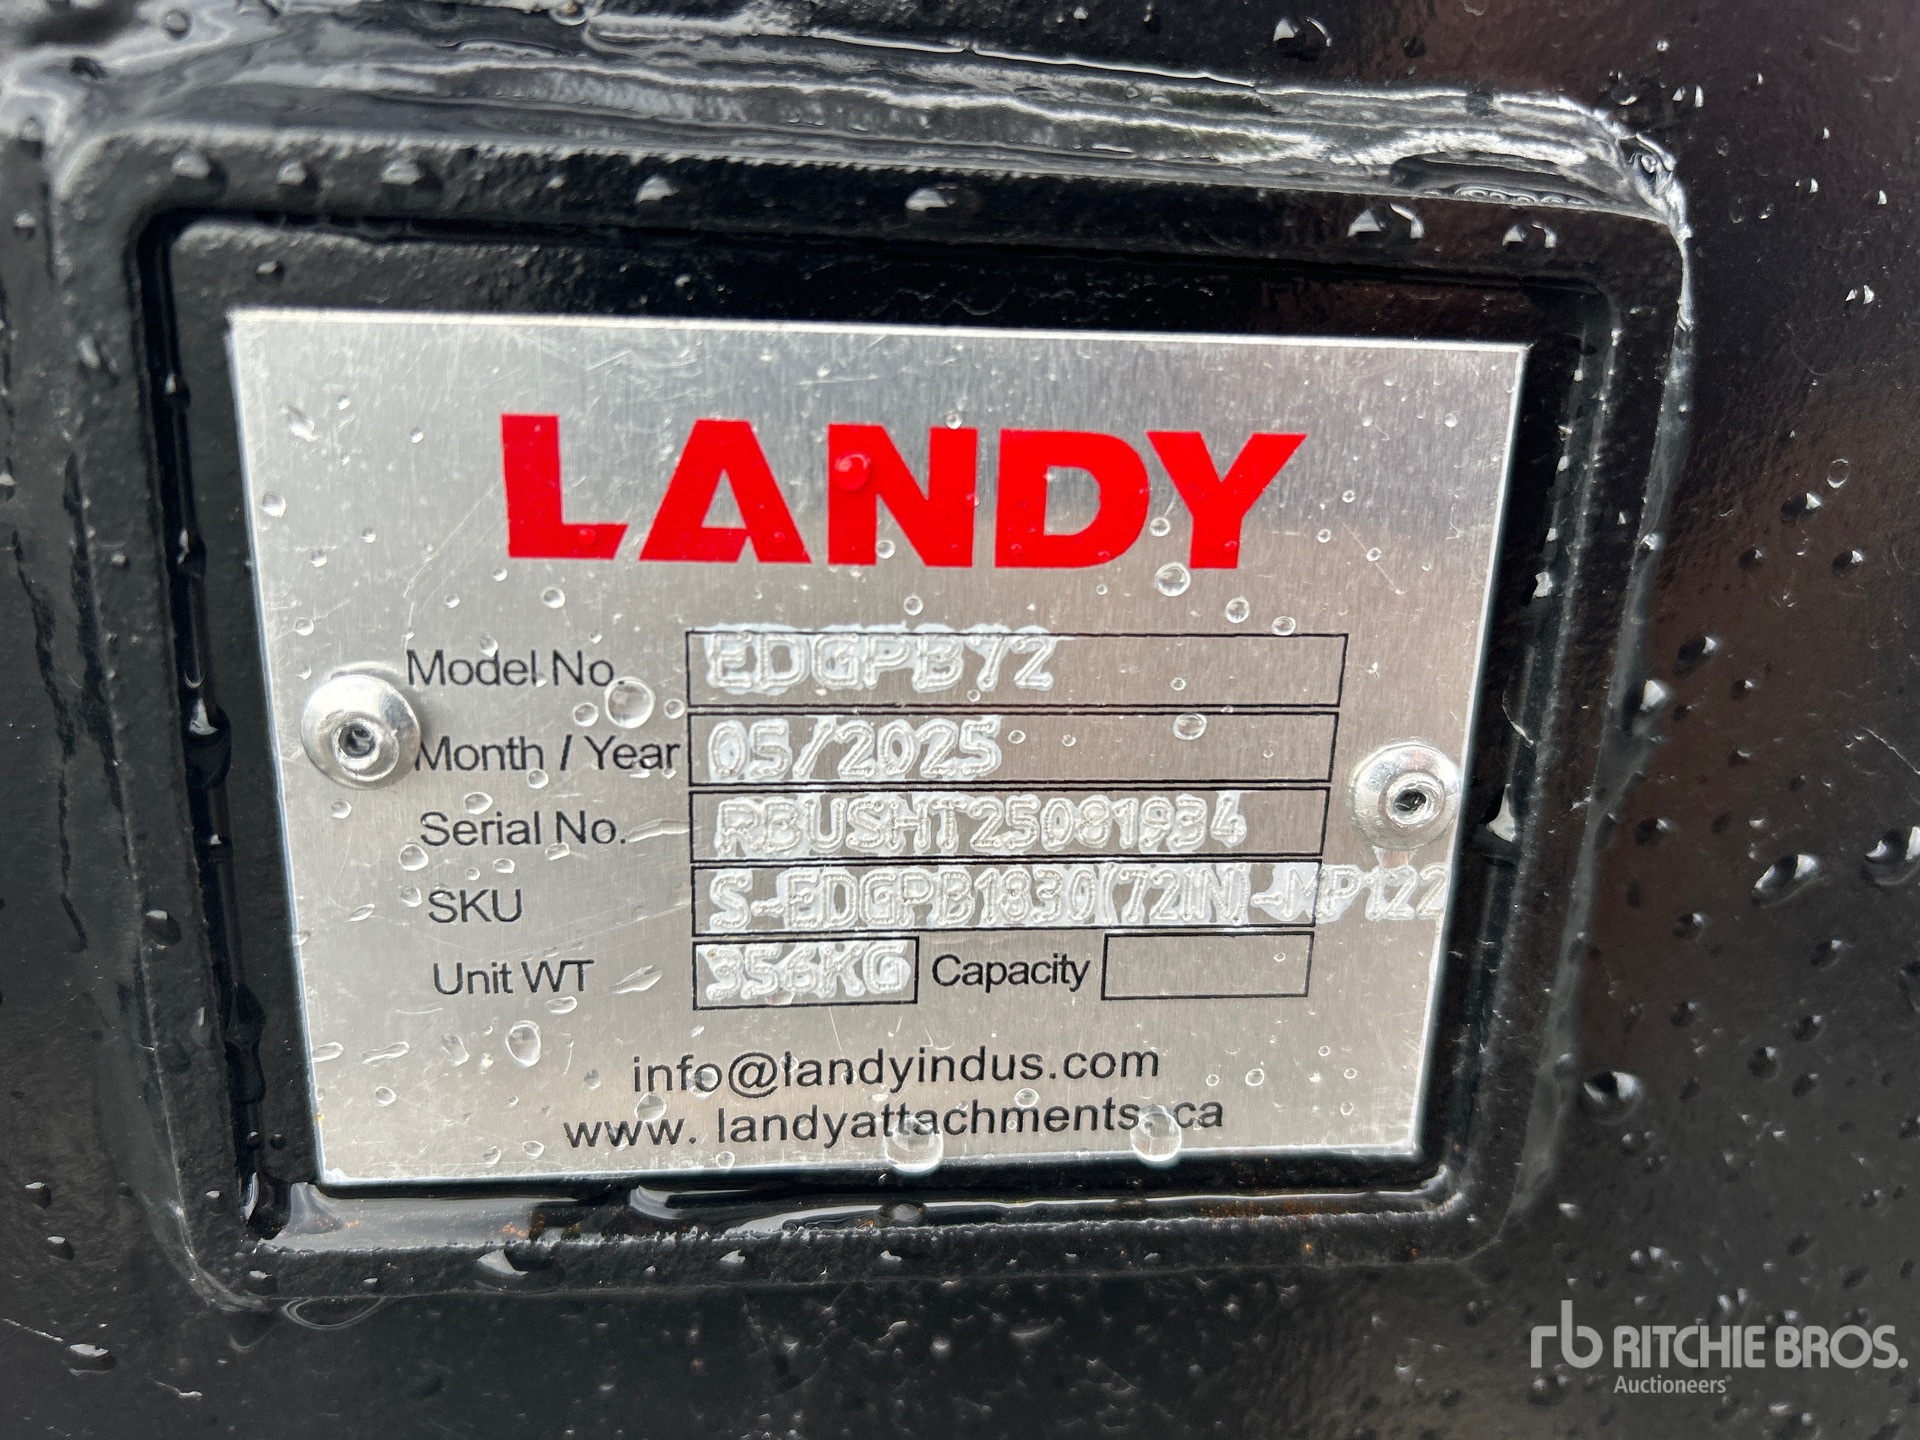 LANDY
Model No. EDGPB72
Month / Year 05/2025
Serial No. RBUSHT25081934
SKU S-EDGPB1830(72IN)-MP122
Unit WT 356KG Capacity
info@landyindus.com
www. landyattachments. ca
rb RITCHIE BROS.
Auctioneers